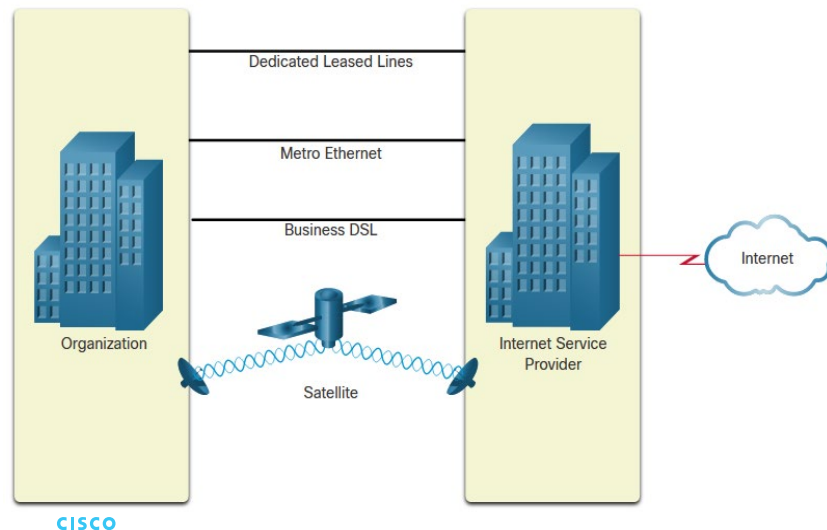 Dedicated Leased Lines
Metro Ethernet
Business DSL
Internet
Organization
Internet Service
Provider
Satellite
CISCO